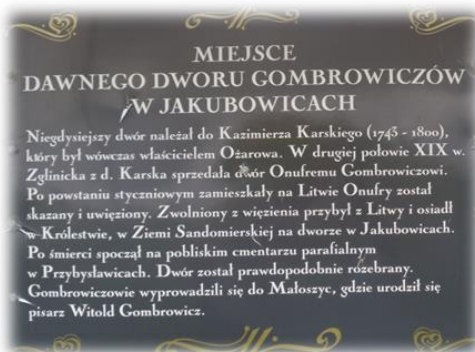 MIEJSCE
DAWNEGO DWORU GOMBROWICZÓW
W JAKUBOWICACH
Niegdysiejszy dwór należał do Kazimierza Karskiego (1743 - 1800),
który był wówczas właścicielem Ożarowa. W drugiej połowie XIX w.
Zglinicka z d. Karska sprzedała dwór Onufremu Gombrowiczowi.
Po powstaniu styczniowym zamieszkały na Litwie Onufry został
skazany i uwięziony. Zwolniony z więzienia przybył z Litwy i osiadł
w Królestwie, w Ziemi Sandomierskiej na dworze w Jakubowicach.
Po śmierci spoczął na pobliskim cmentarzu parafialnym
w Przybysławicach. Dwór został prawdopodobnie rozebrany.
Gombrowiczowie wyprowadzili się do Małoszyc, gdzie urodził się
pisarz Witold Gombrowicz.